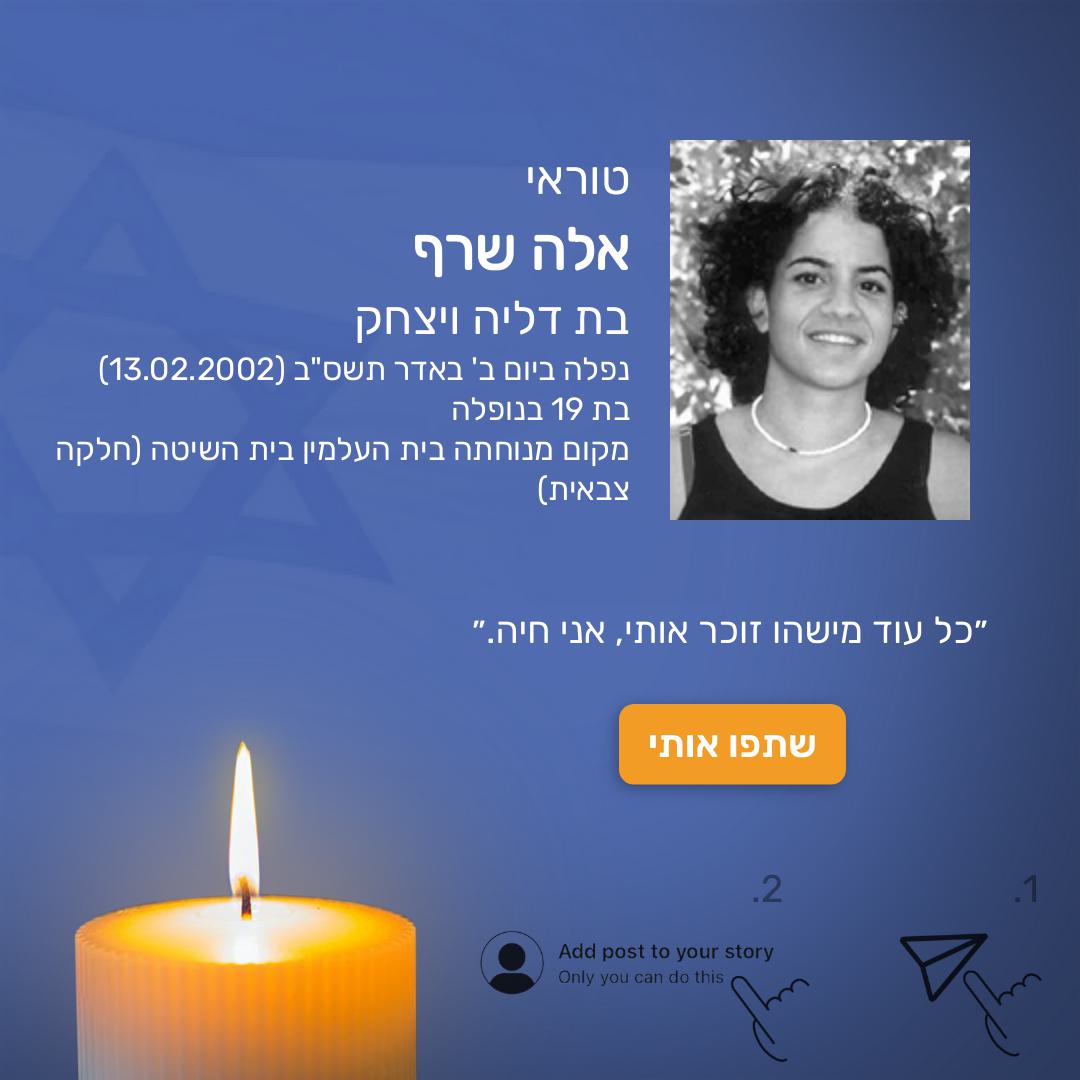 טוראי
אלה שרף
בת דליה ויצחק
נפלה ביום ב' באדר תשס"ב (13.02.2002)
בת 19 בנופלה
מקום מנוחתה בית העלמין בית השיטה (חלקה
צבאית)
״כל עוד מישהו זוכר אותי, אני חיה.״
שתפו אותי
.1
.2
Add post to your story
Only you can do this